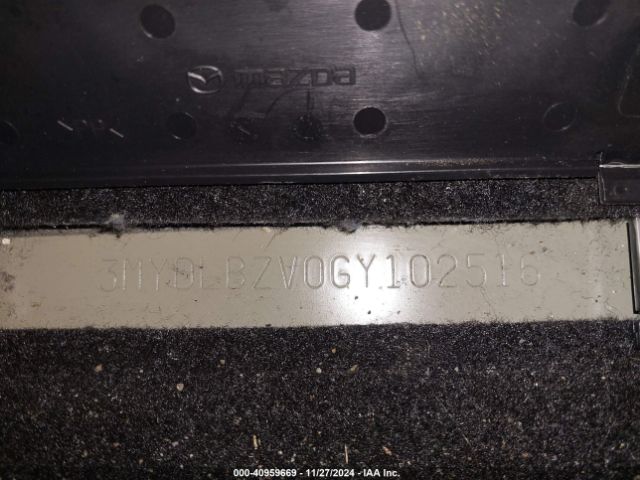 mazda
3MYDLBZV0GY102516
000-40959669 - 11/27/2024 - IAA Inc.